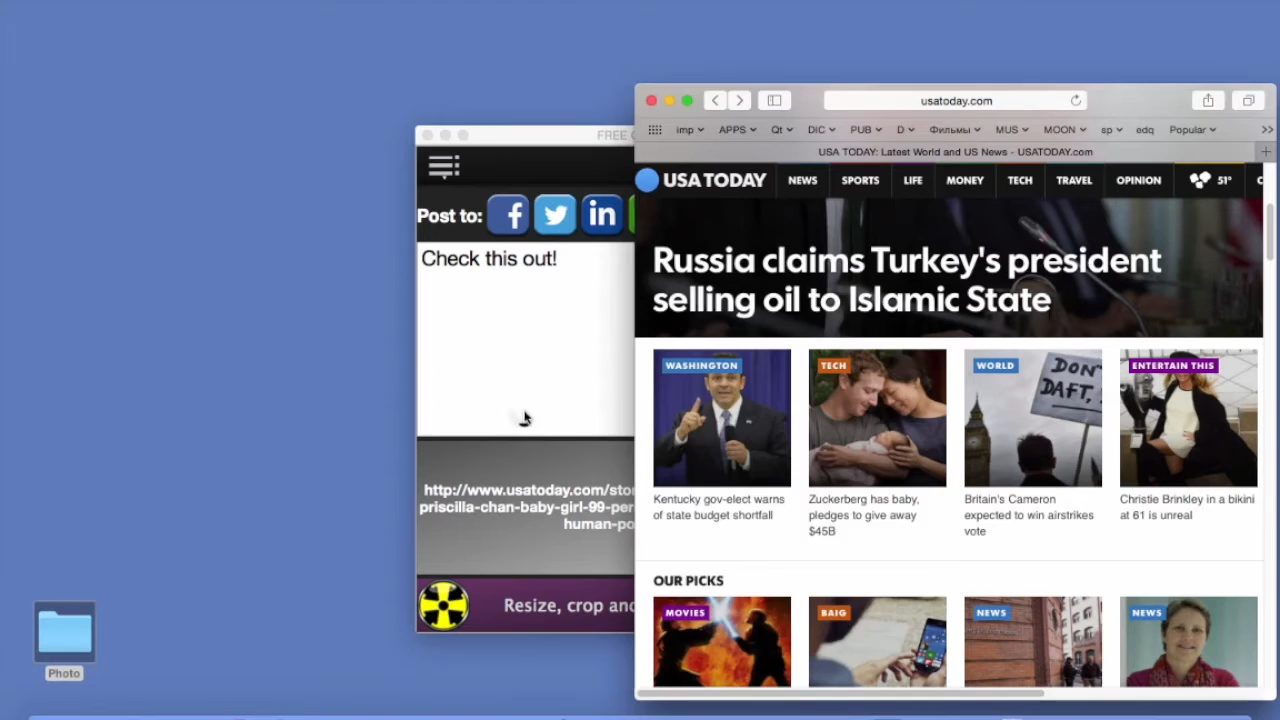 usatoday.com
imp APPS Qt DIC PUB D Фильмы MUS MOON sp edq Popular >>
USA TODAY: Latest World and US News - USATODAY.com
FREE
USA TODAY NEWS SPORTS LIFE MONEY TECH TRAVEL OPINION 51°
Post to:
Check this out!
http://www.usatoday.com/sto
priscilla-chan-baby-girl-99-per
human-po
Resize, crop and
Photo
Russia claims Turkey's president
selling oil to Islamic State
WASHINGTON
Kentucky gov-elect warns
of state budget shortfall
TECH
Zuckerberg has baby,
pledges to give away
$45B
WORLD
DON'
DAFT,
Britain's Cameron
expected to win airstrikes
vote
ENTERTAIN THIS
Christie Brinkley in a bikini
at 61 is unreal
OUR PICKS
MOVIES
BAIG
NEWS
NEWS